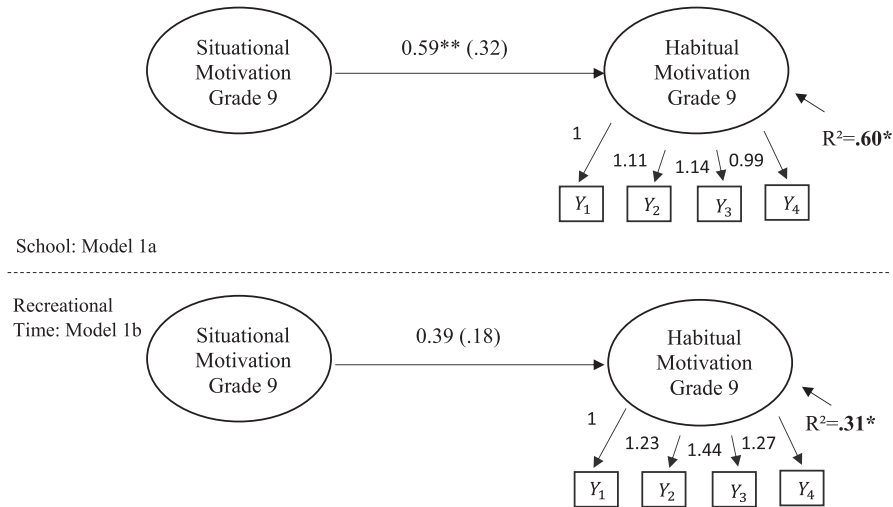 Situational
Motivation
Grade 9
0.59** (.32)
Habitual
Motivation
Grade 9
R²=.60*
1
1.11
1.14
0.99
Y₁
Y₂
Y₃
Y₄
School: Model 1a
Recreational
Time: Model 1b
Situational
Motivation
Grade 9
0.39 (.18)
Habitual
Motivation
Grade 9
R²=.31*
1
1.23
1.44
1.27
Y₁
Y₂
Y₃
Y₄